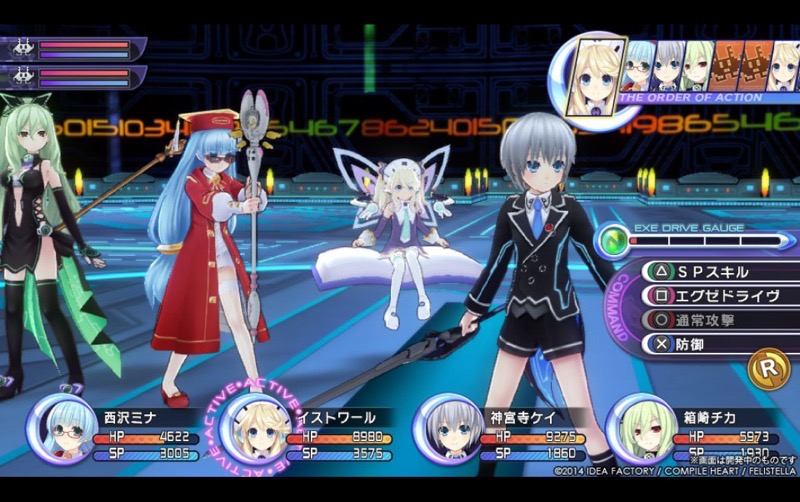 THE ORDER OF ACTION
EXE DRIVE GAUGE
COMMAND
SPスキル
エグゼドライヴ
通常攻撃
防御
R
ACTIVE
西沢ミナ
HP 4622
SP 3005
イストワール
HP 8980
SP 3575
神宮寺ケイ
HP 9275
SP 1860
箱崎チカ
HP 5973
SP 1930
※画面は開発中のものです
©2014 IDEA FACTORY / COMPILE HEART / FELISTELLA